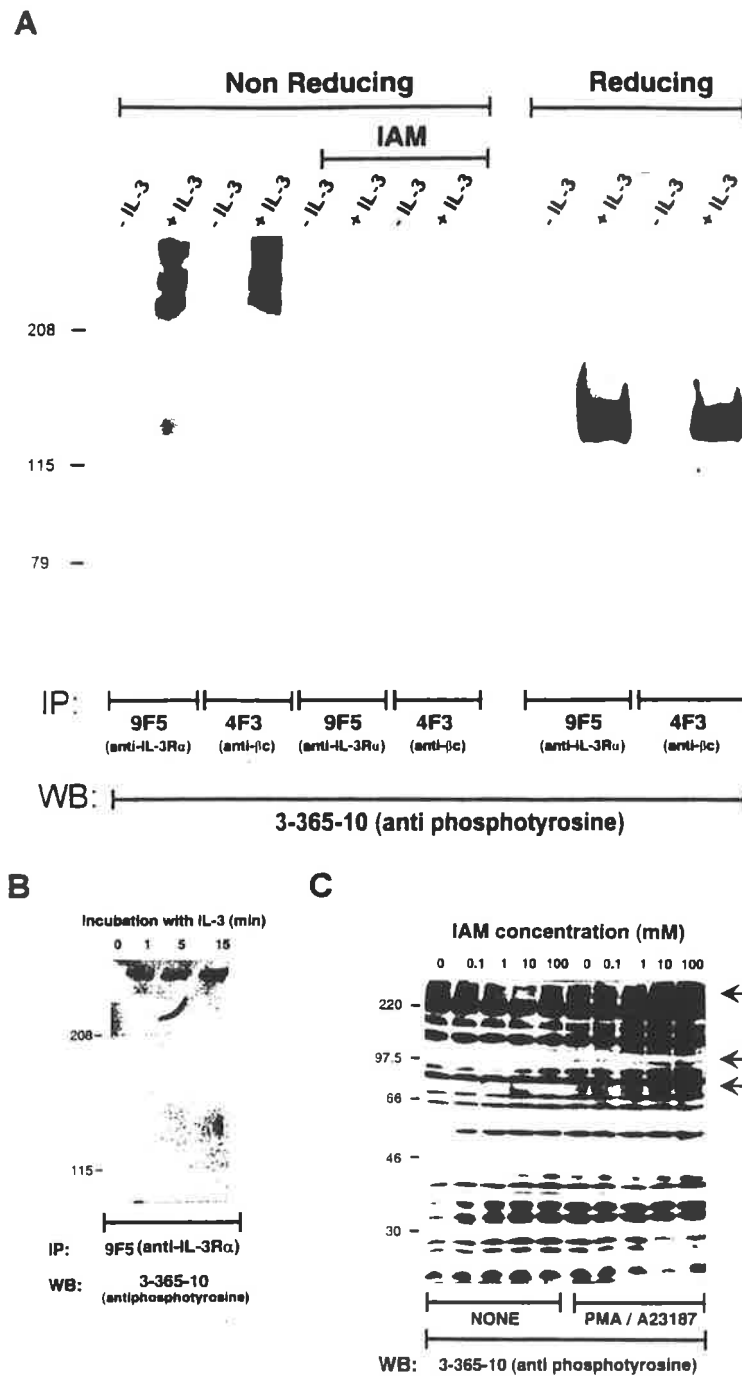 A
Non Reducing Reducing
IAM
- IL-3 + IL-3 - IL-3 + IL-3 - IL-3 + IL-3 - IL-3 + IL-3 - IL-3 + IL-3 - IL-3 + IL-3
208
115
79
IP:
9F5 4F3 9F5 4F3 9F5 4F3
(anti-IL-3Rα) (anti-βc) (anti-IL-3Rα) (anti-βc) (anti-IL-3Rα) (anti-βc)
WB:
3-365-10 (anti phosphotyrosine)
B
Incubation with IL-3 (min)
0 1 5 15
208
115
IP: 9F5 (anti-IL-3Rα)
WB: 3-365-10
(antiphosphotyrosine)
C
IAM concentration (mM)
0 0.1 1 10 100 0 0.1 1 10 100
220
97.5
66
46
30
NONE PMA / A23187
WB: 3-365-10 (anti phosphotyrosine)